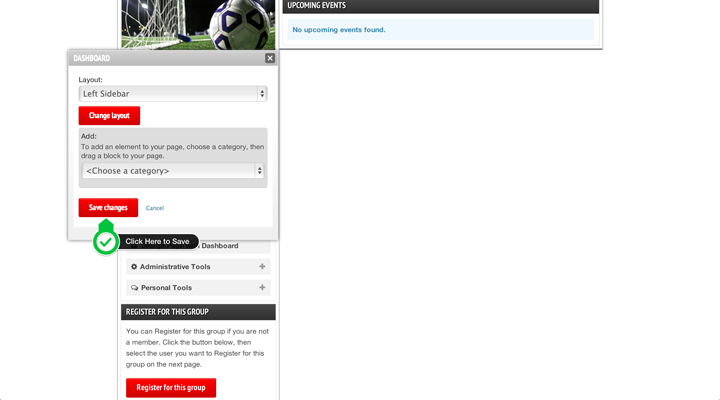 UPCOMING EVENTS
No upcoming events found.
DASHBOARD
Layout:
Left Sidebar
Change layout
Add:
To add an element to your page, choose a category, then
drag a block to your page.
<Choose a category>
Save changes
Cancel
Click Here to Save
Dashboard
Administrative Tools
Personal Tools
REGISTER FOR THIS GROUP
You can Register for this group if you are not
a member. Click the button below, then
select the user you want to Register for this
group on the next page.
Register for this group